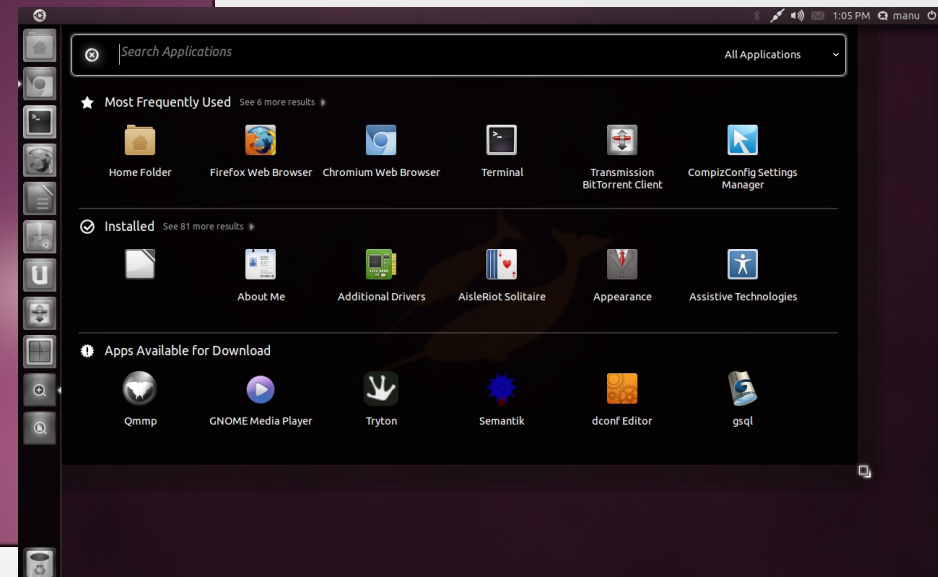 1:05 PM manu
Search Applications
All Applications
Most Frequently Used See 6 more results
Home Folder
Firefox Web Browser
Chromium Web Browser
Terminal
Transmission
BitTorrent Client
CompizConfig Settings
Manager
Installed See 81 more results
About Me
Additional Drivers
AisleRiot Solitaire
Appearance
Assistive Technologies
Apps Available for Download
Qmmp
GNOME Media Player
Tryton
Semantik
dconf Editor
gsql